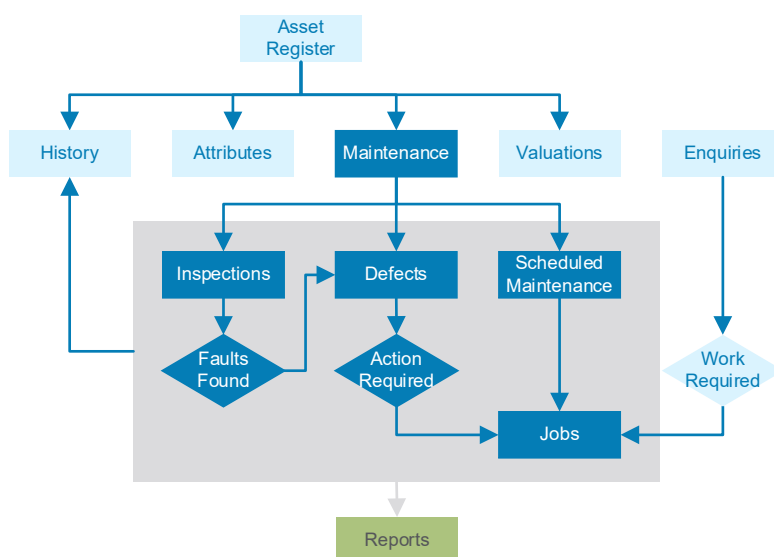 Asset
Register
History
Attributes
Maintenance
Valuations
Enquiries
Inspections
Defects
Scheduled
Maintenance
Faults
Found
Action
Required
Work
Required
Jobs
Reports